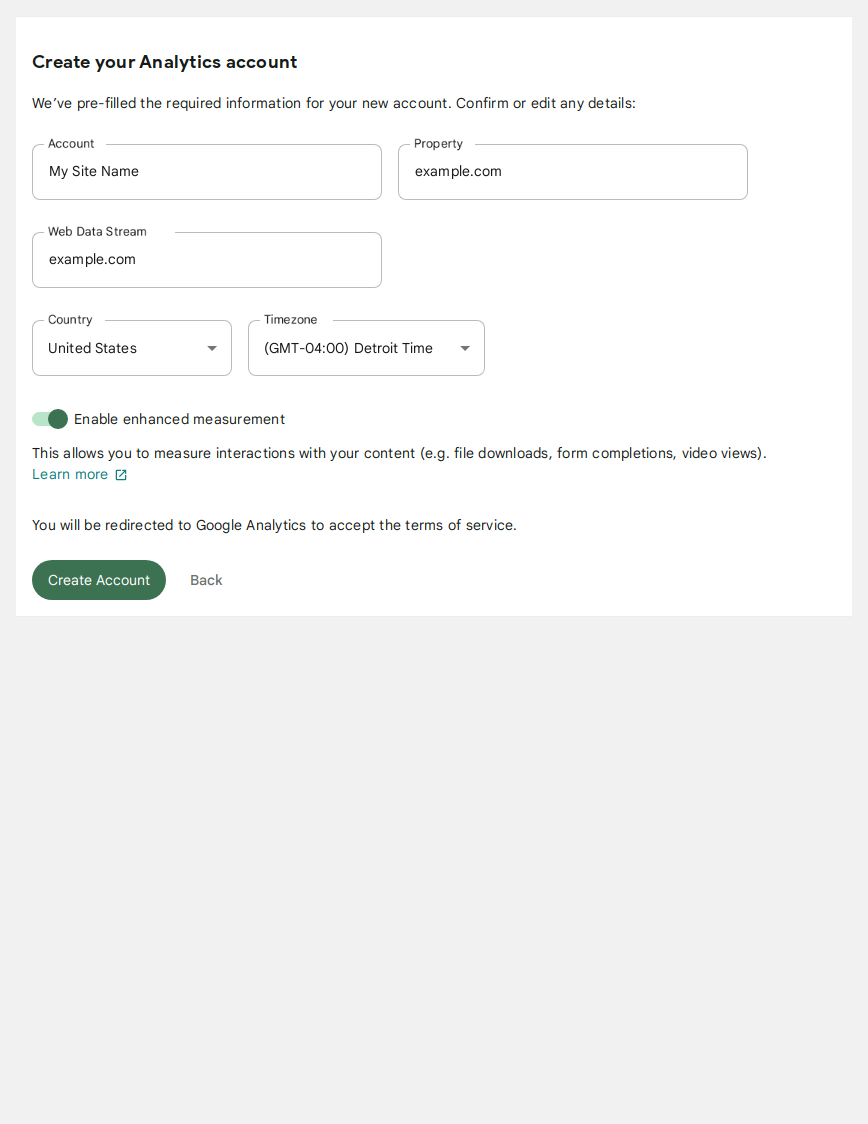 Create your Analytics account
We’ve pre-filled the required information for your new account. Confirm or edit any details:
Account
Property
My Site Name
example.com
Web Data Stream
example.com
Country
Timezone
United States
(GMT-04:00) Detroit Time
Enable enhanced measurement
This allows you to measure interactions with your content (e.g. file downloads, form completions, video views).
Learn more
You will be redirected to Google Analytics to accept the terms of service.
Create Account
Back